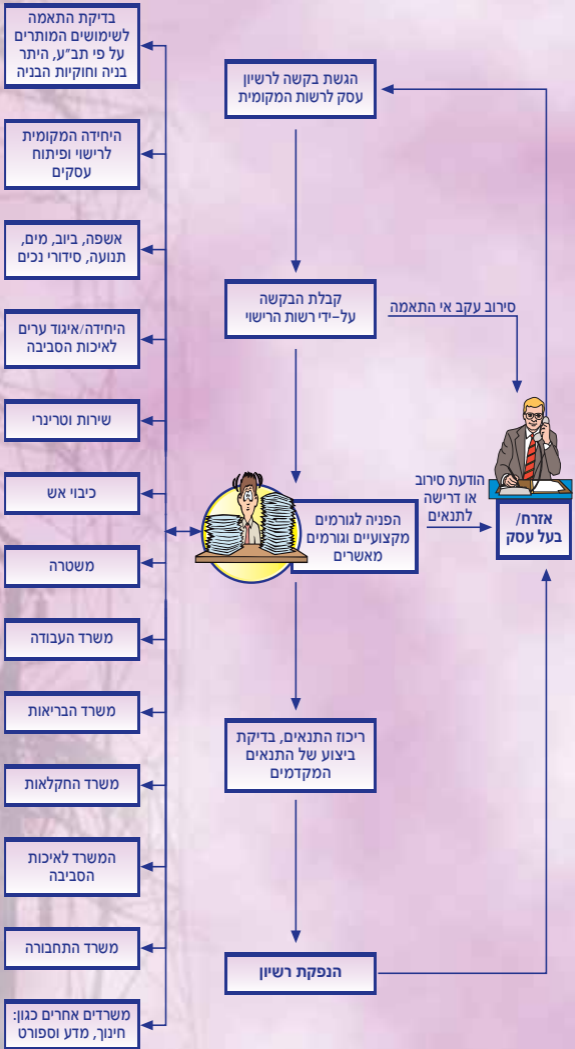 הגשת בקשה לרשיון
עסק לרשות המקומית
קבלת הבקשה
על-ידי רשות הרישוי
סירוב עקב אי התאמה
הפניה לגורמים
מקצועיים וגורמים
מאשרים
הודעת סירוב
או דרישה
לתנאים
אזרח/
בעל עסק
ריכוז התנאים, בדיקת
ביצוע של התנאים
המקדמים
הנפקת רשיון
בדיקת התאמה
לשימושים המותרים
על פי תב״ע, היתר
בניה וחוקיות הבניה
היחידה המקומית
לרישוי ופיתוח
עסקים
אשפה, ביוב, מים,
תנועה, סידורי נכים
היחידה/איגוד ערים
לאיכות הסביבה
שירות וטרינרי
כיבוי אש
משטרה
משרד העבודה
משרד הבריאות
משרד החקלאות
המשרד לאיכות
הסביבה
משרד התחבורה
משרדים אחרים כגון:
חינוך, מדע וספורט